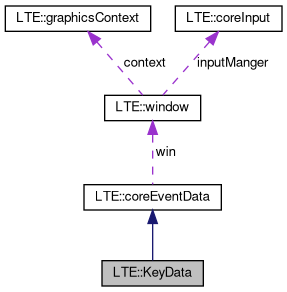 LTE::graphicsContext
LTE::coreInput
context
inputManger
LTE::window
win
LTE::coreEventData
LTE::KeyData